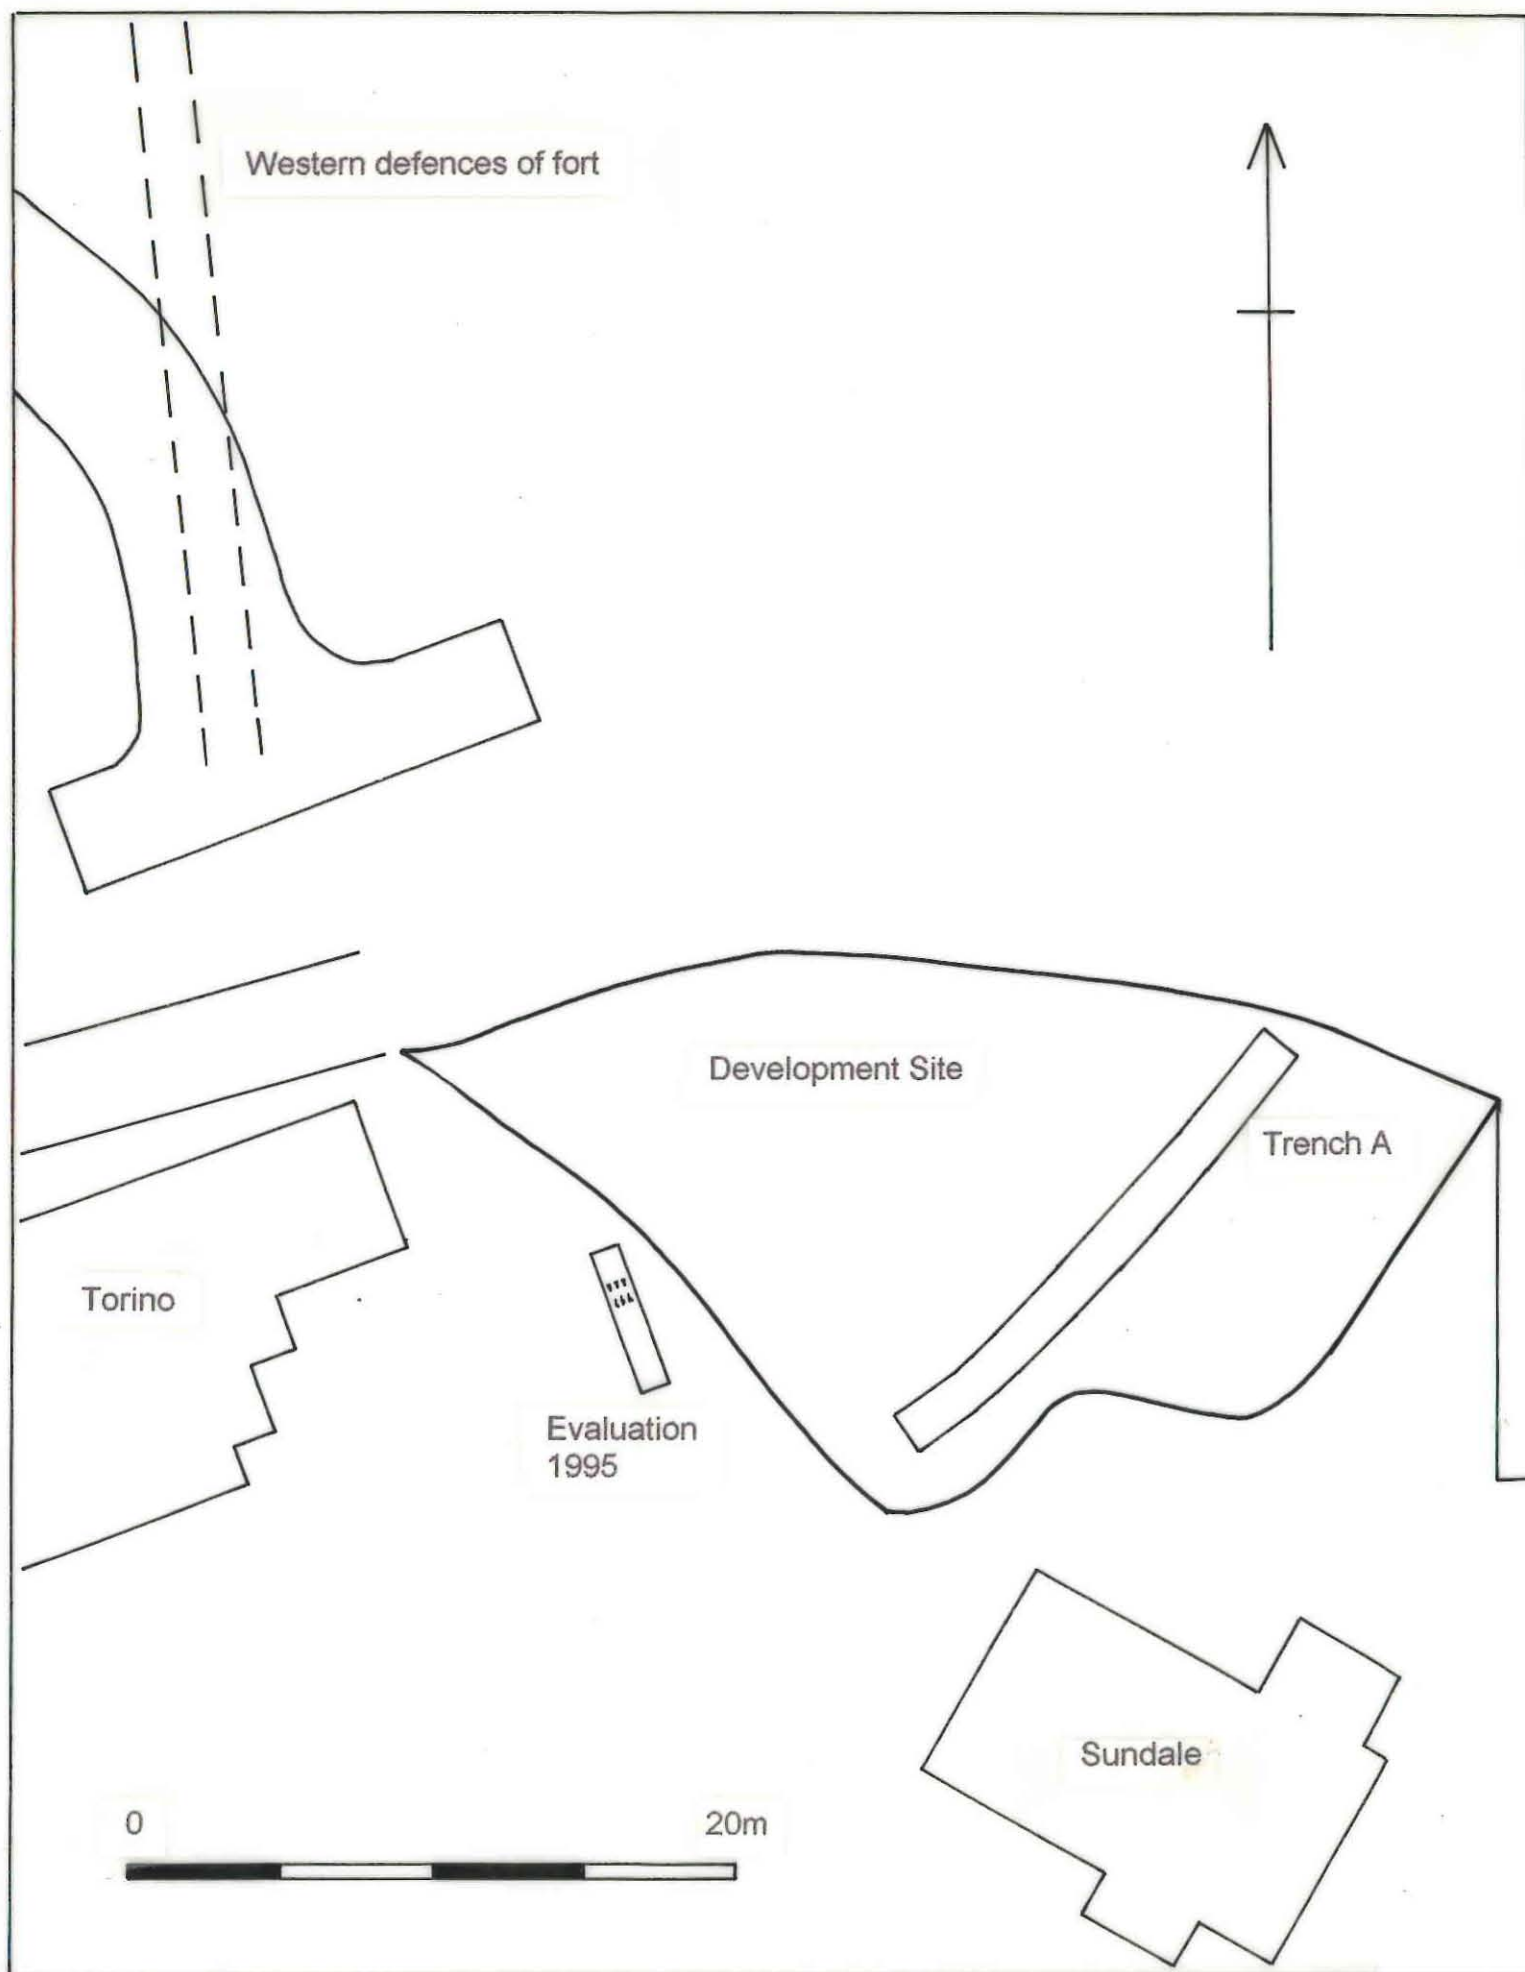 Western defences of fort
Development Site
Trench A
Torino
Evaluation
1995
Sundale
0 20m